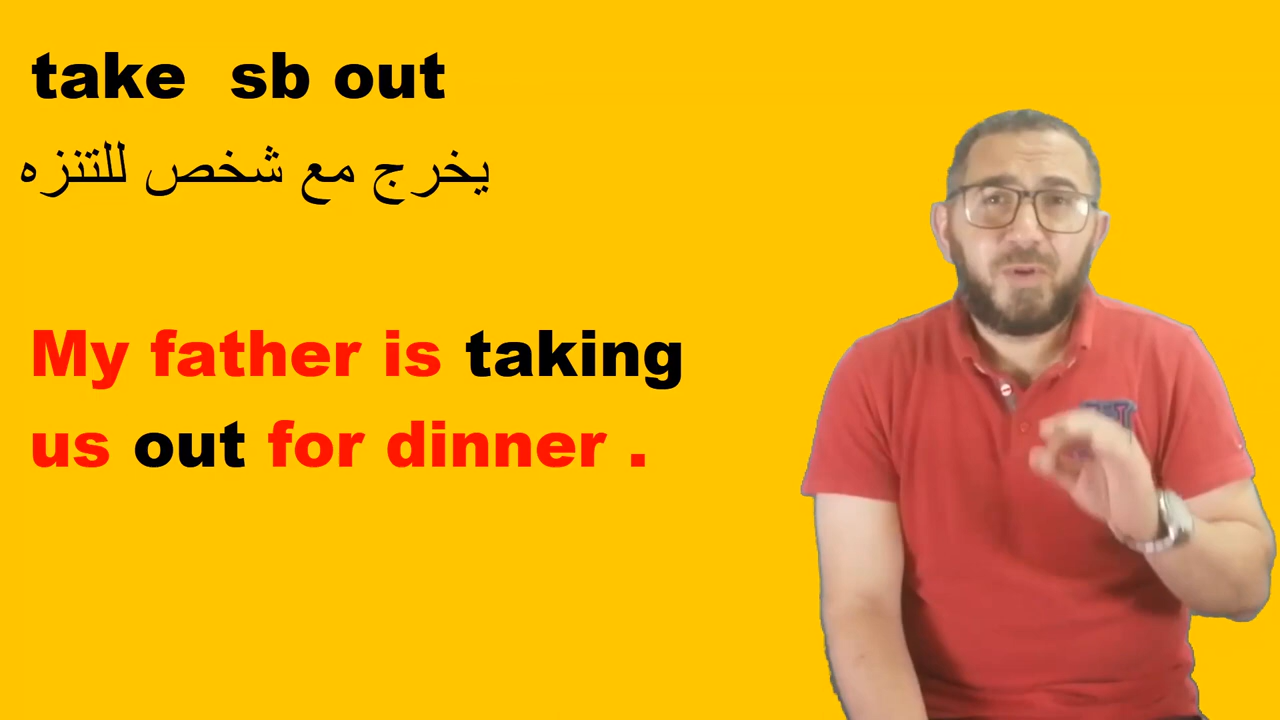 take sb out
يخرج مع شخص للتنزه
My father is taking
us out for dinner .